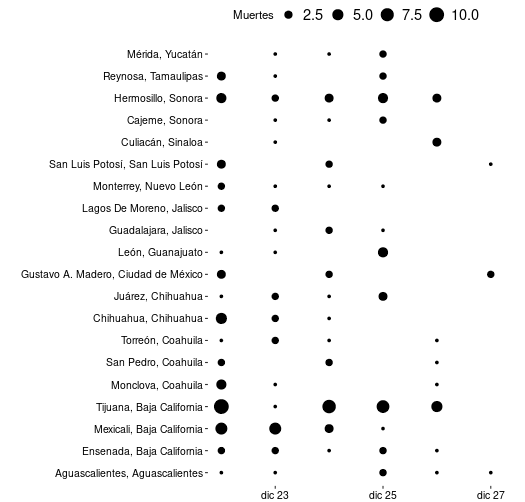 Muertes 2.5 5.0 7.5 10.0
Mérida, Yucatán
Reynosa, Tamaulipas
Hermosillo, Sonora
Cajeme, Sonora
Culiacán, Sinaloa
San Luis Potosí, San Luis Potosí
Monterrey, Nuevo León
Lagos De Moreno, Jalisco
Guadalajara, Jalisco
León, Guanajuato
Gustavo A. Madero, Ciudad de México
Juárez, Chihuahua
Chihuahua, Chihuahua
Torreón, Coahuila
San Pedro, Coahuila
Monclova, Coahuila
Tijuana, Baja California
Mexicali, Baja California
Ensenada, Baja California
Aguascalientes, Aguascalientes
dic 23 dic 25 dic 27